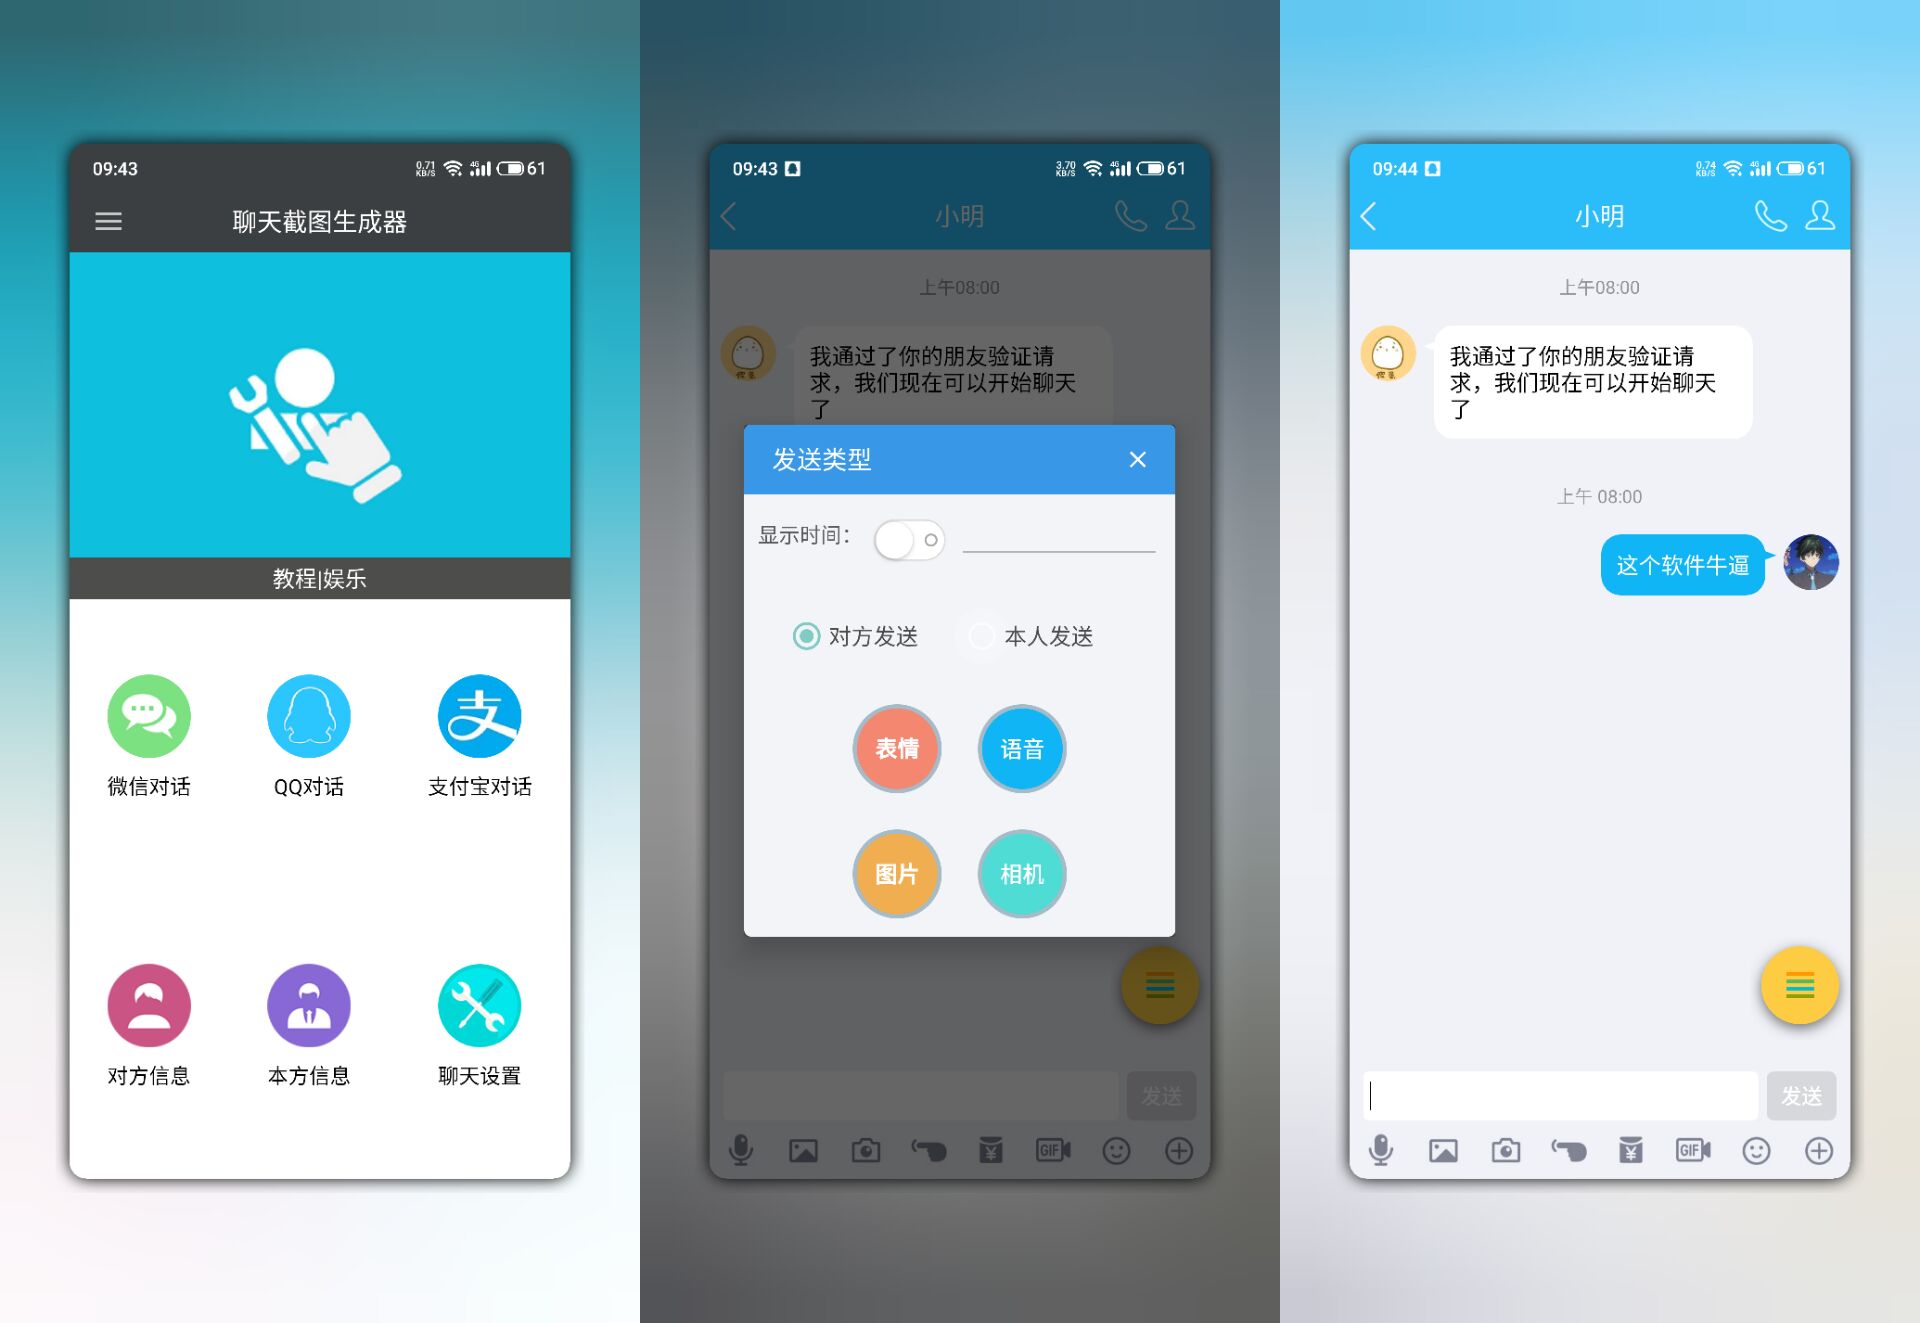 09:43
0.71
KB/S
4G
61
聊天截图生成器
教程|娱乐
微信对话
QQ对话
支
支付宝对话
对方信息
本方信息
聊天设置
09:43
3.70
KB/S
4G
61
小明
上午08:00
我通过了你的朋友验证请
求，我们现在可以开始聊天
了
发送类型
显示时间：
对方发送
本人发送
表情
语音
图片
相机
发送
¥
GIF
09:44
0.74
KB/S
4G
61
小明
上午08:00
我通过了你的朋友验证请
求，我们现在可以开始聊天
了
上午 08:00
这个软件牛逼
发送
¥
GIF